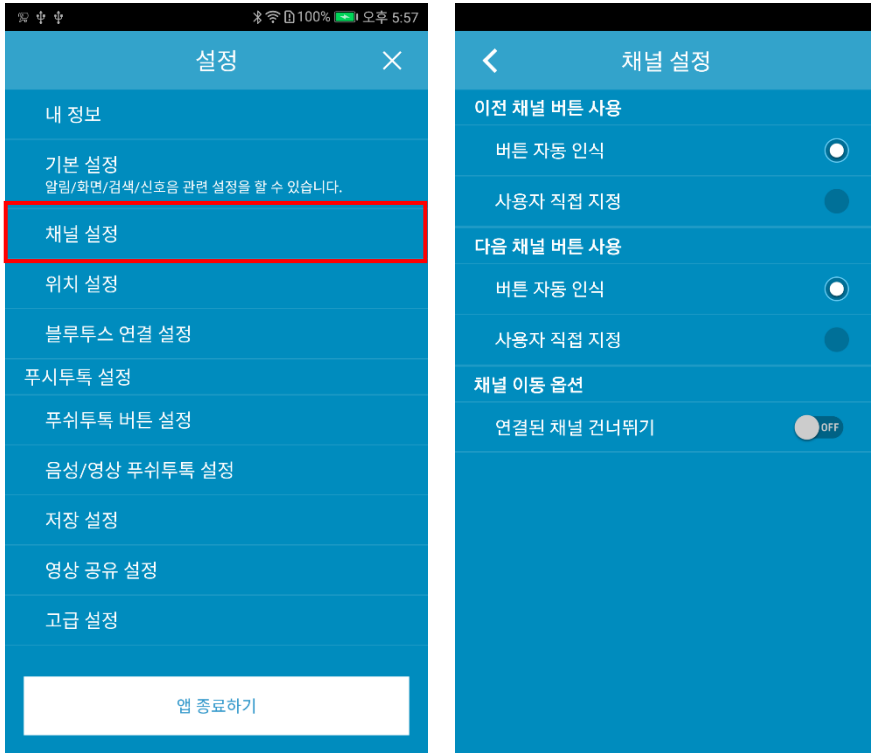 100% 오후 5:57
설정
내 정보
기본 설정
알림/화면/검색/신호음 관련 설정을 할 수 있습니다.
채널 설정
위치 설정
블루투스 연결 설정
푸시투톡 설정
푸쉬투톡 버튼 설정
음성/영상 푸쉬투톡 설정
저장 설정
영상 공유 설정
고급 설정
앱 종료하기
채널 설정
이전 채널 버튼 사용
버튼 자동 인식
사용자 직접 지정
다음 채널 버튼 사용
버튼 자동 인식
사용자 직접 지정
채널 이동 옵션
연결된 채널 건너뛰기
OFF